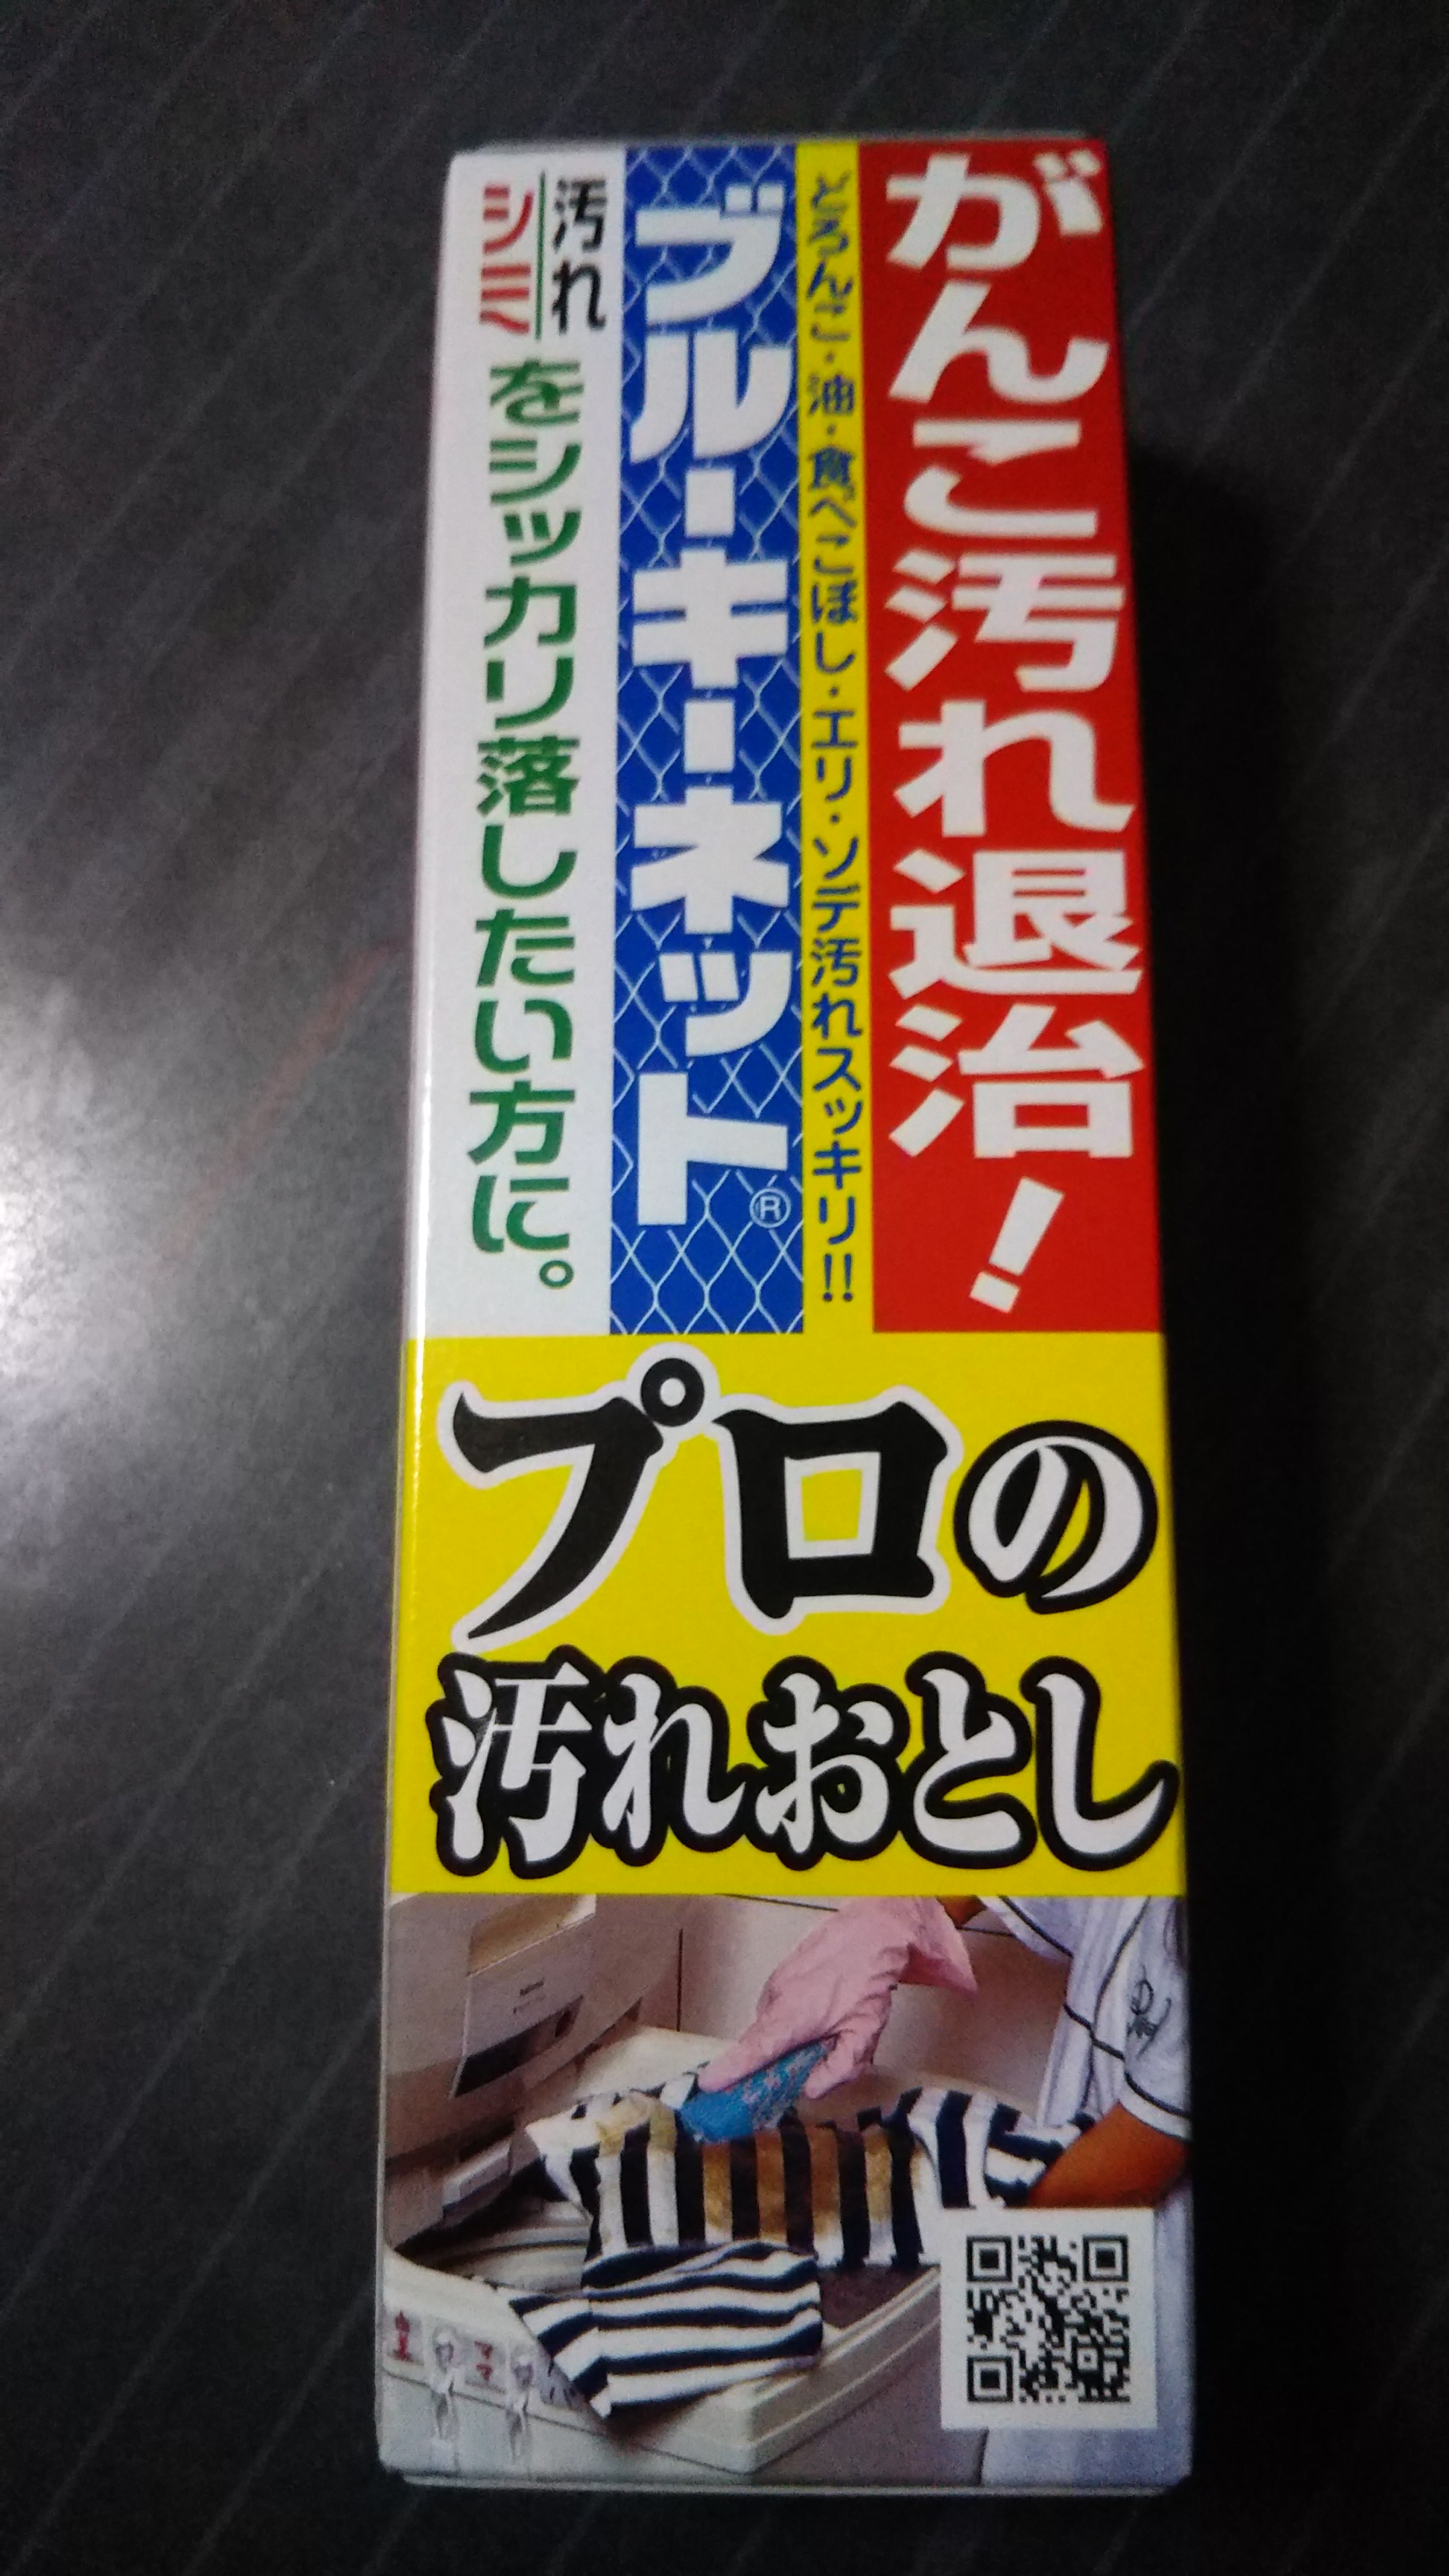 がんこ汚れ退治!
どろんこ・油・食べこぼし・エリ・ソデ汚れスッキリ!!
ブルーキーネット®
汚れ
シミ
をシッカリ落したい方に。
プロの
汚れおとし